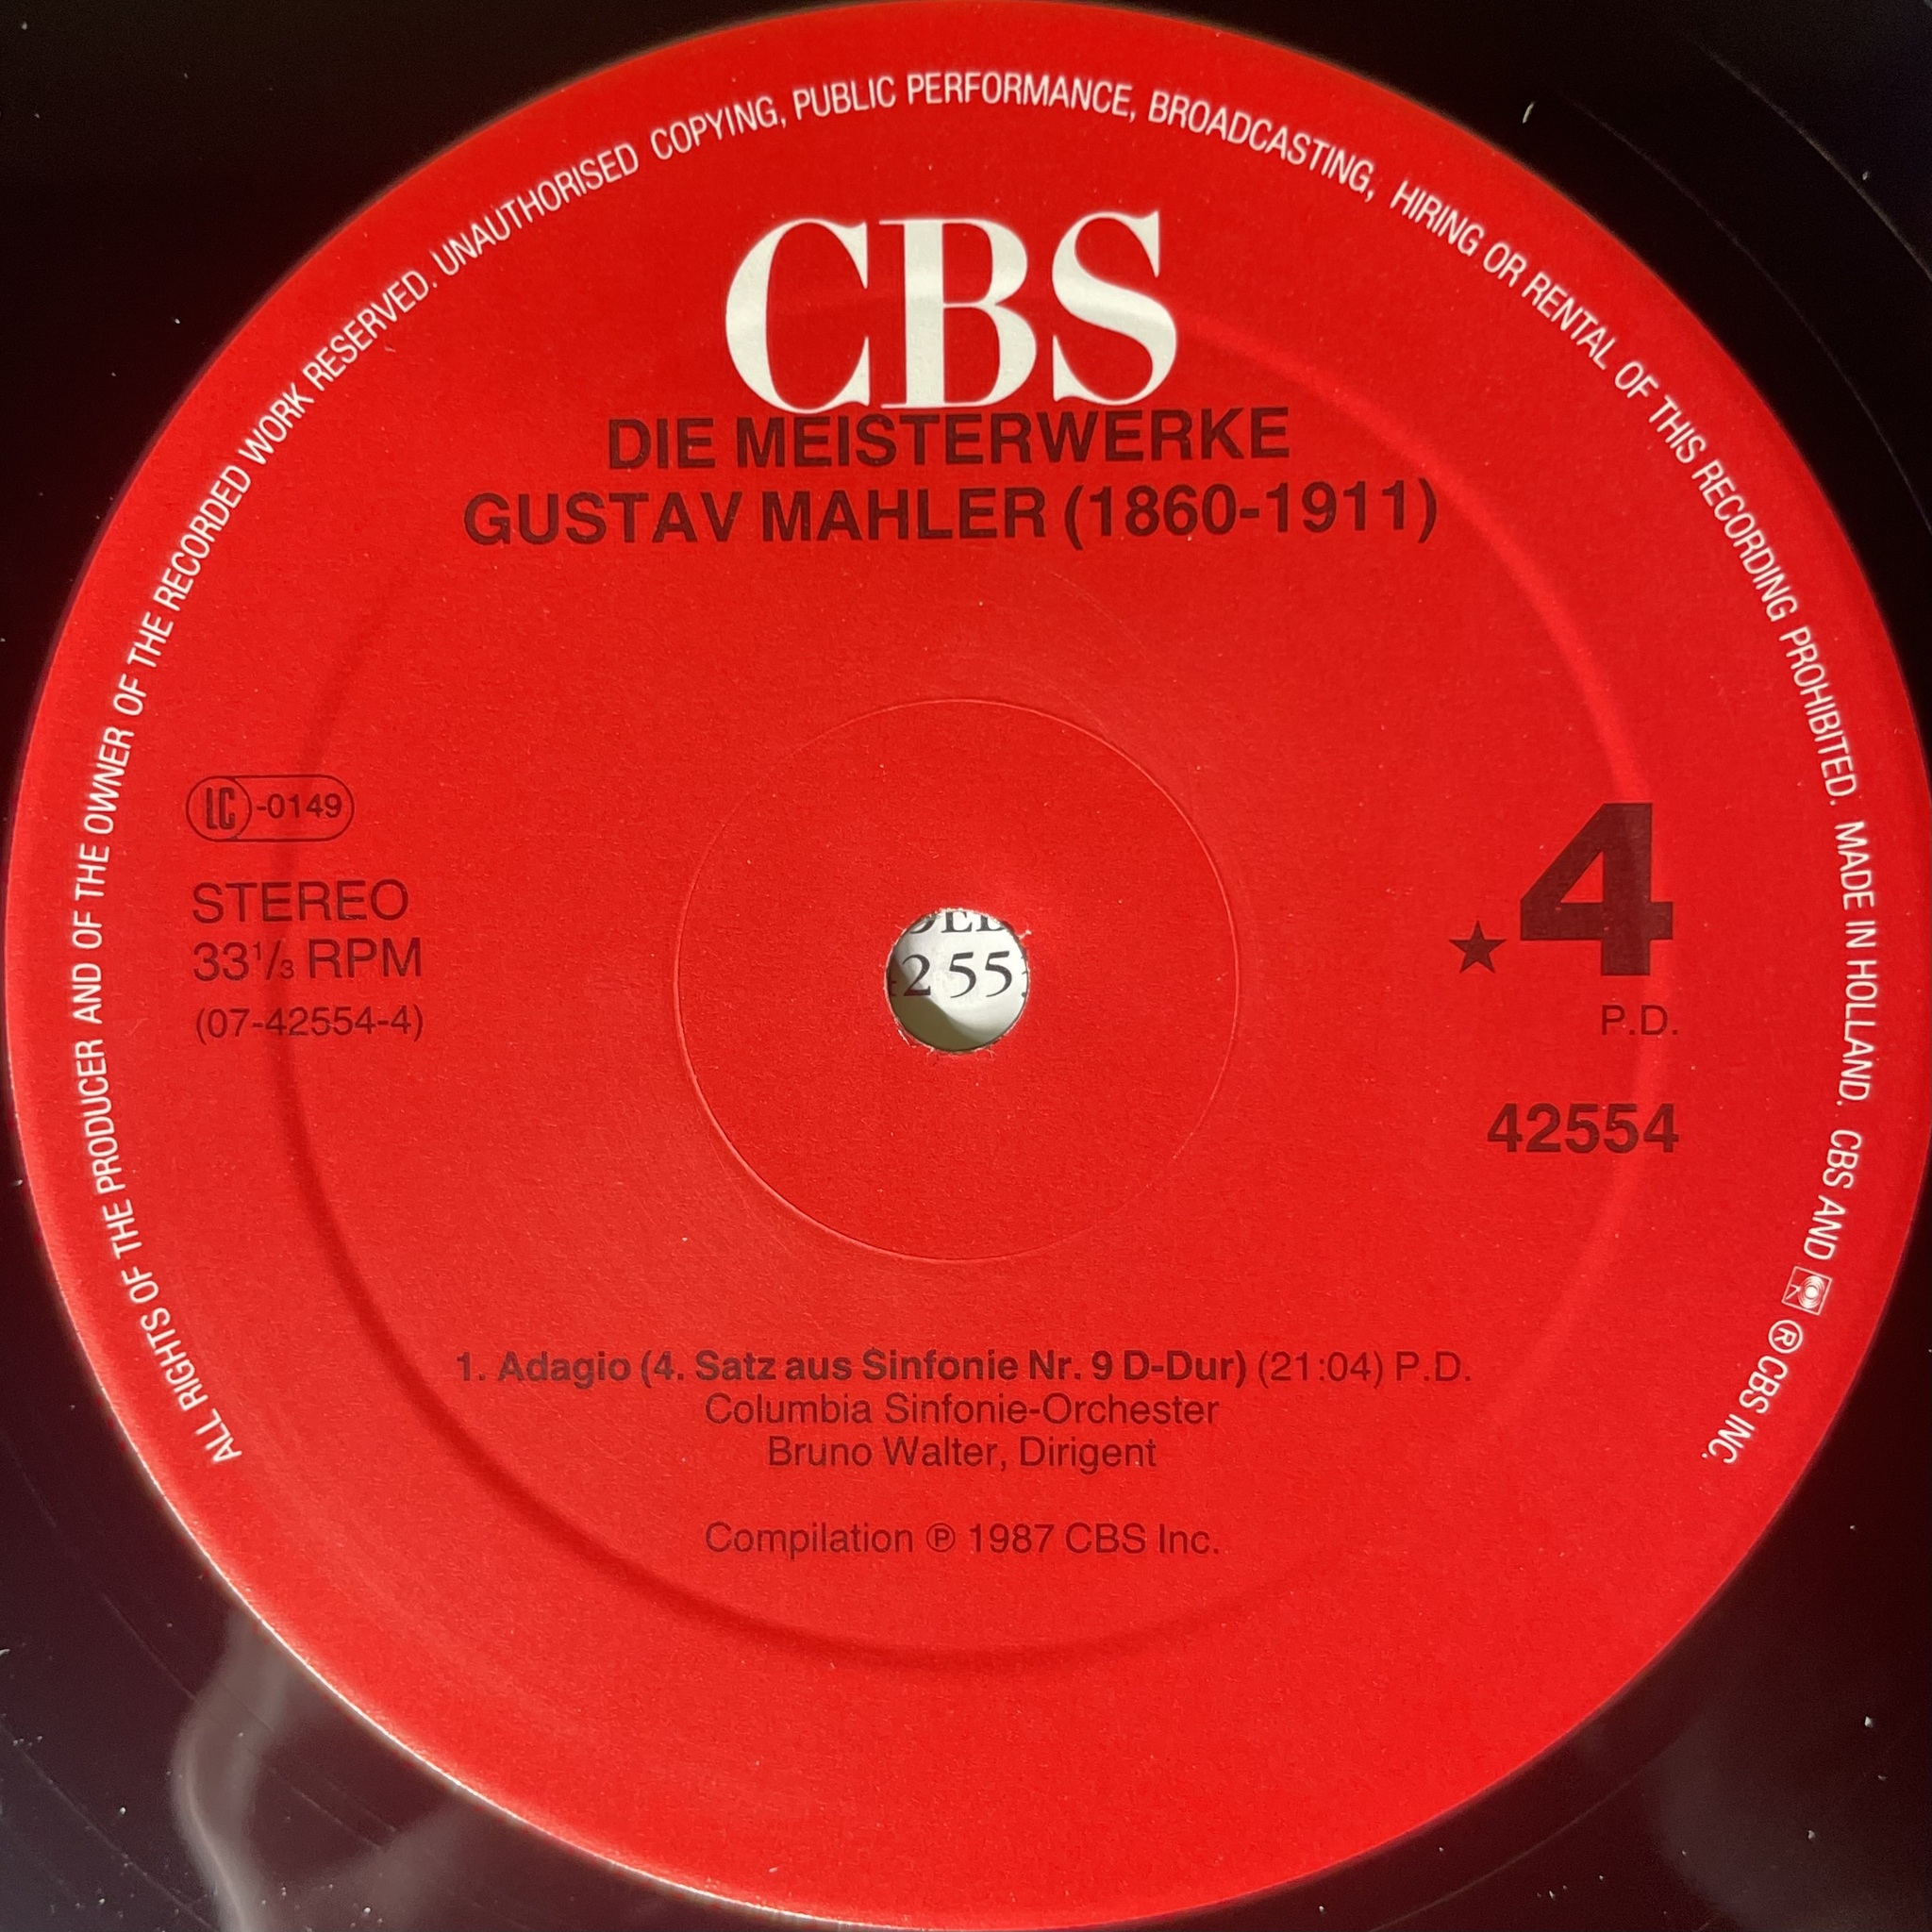 ALL RIGHTS OF THE PRODUCER AND OF THE OWNER OF THE RECORDED WORK RESERVED. UNAUTHORISED COPYING, PUBLIC PERFORMANCE, BROADCASTING, HIRING OR RENTAL OF THIS RECORDING PROHIBITED. MADE IN HOLLAND. CBS AND ® CBS INC.
CBS
DIE MEISTERWERKE
GUSTAV MAHLER (1860-1911)
LC-0149
STEREO
33⅓ RPM
(07-42554-4)
2 55
★4
P.D.
42554
1. Adagio (4. Satz aus Sinfonie Nr. 9 D-Dur) (21:04) P.D.
Columbia Sinfonie-Orchester
Bruno Walter, Dirigent
Compilation ℗ 1987 CBS Inc.